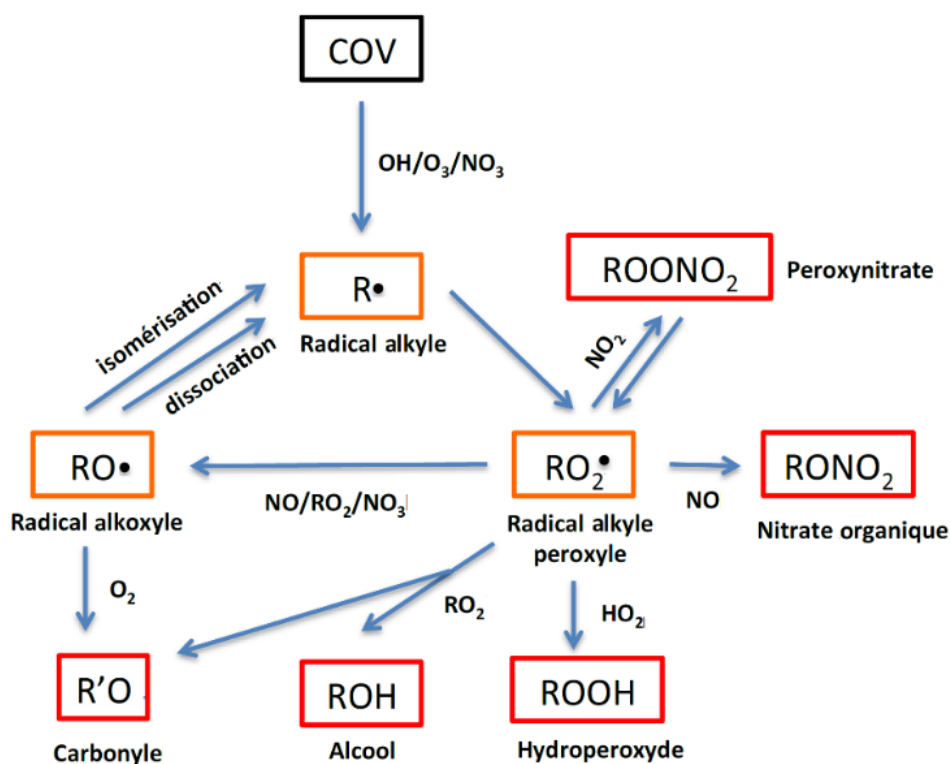 COV
OH/O₃/NO₃
R•
Radical alkyle
ROONO₂
Peroxynitrate
isomérisation
dissociation
NO₂
RO•
Radical alkoxyle
NO/RO₂/NO₃
RO₂•
Radical alkyle
peroxyle
NO
RONO₂
Nitrate organique
O₂
RO₂
HO₂
R’O
Carbonyle
ROH
Alcool
ROOH
Hydroperoxyde